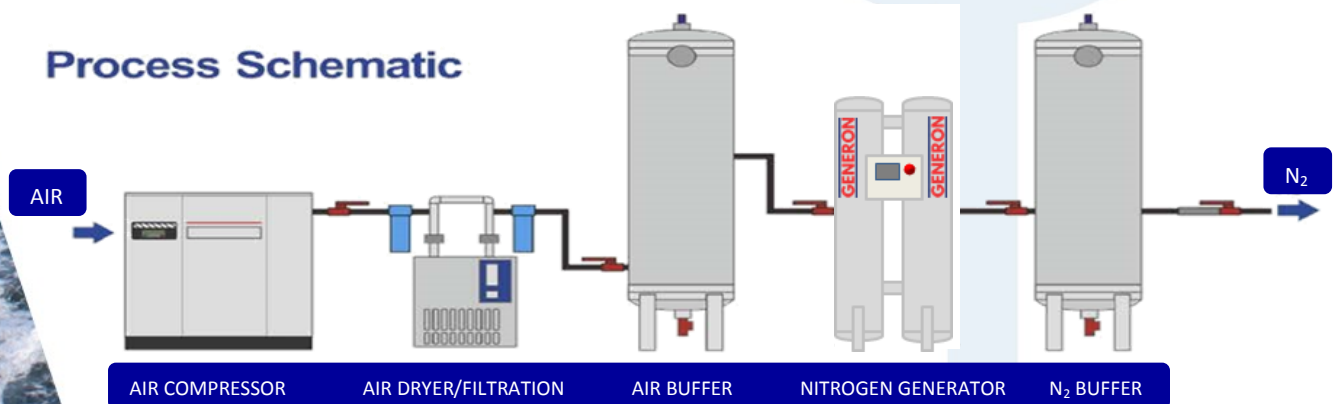 Process Schematic
AIR
GENERON
GENERON
N₂
AIR COMPRESSOR
AIR DRYER/FILTRATION
AIR BUFFER
NITROGEN GENERATOR
N₂ BUFFER